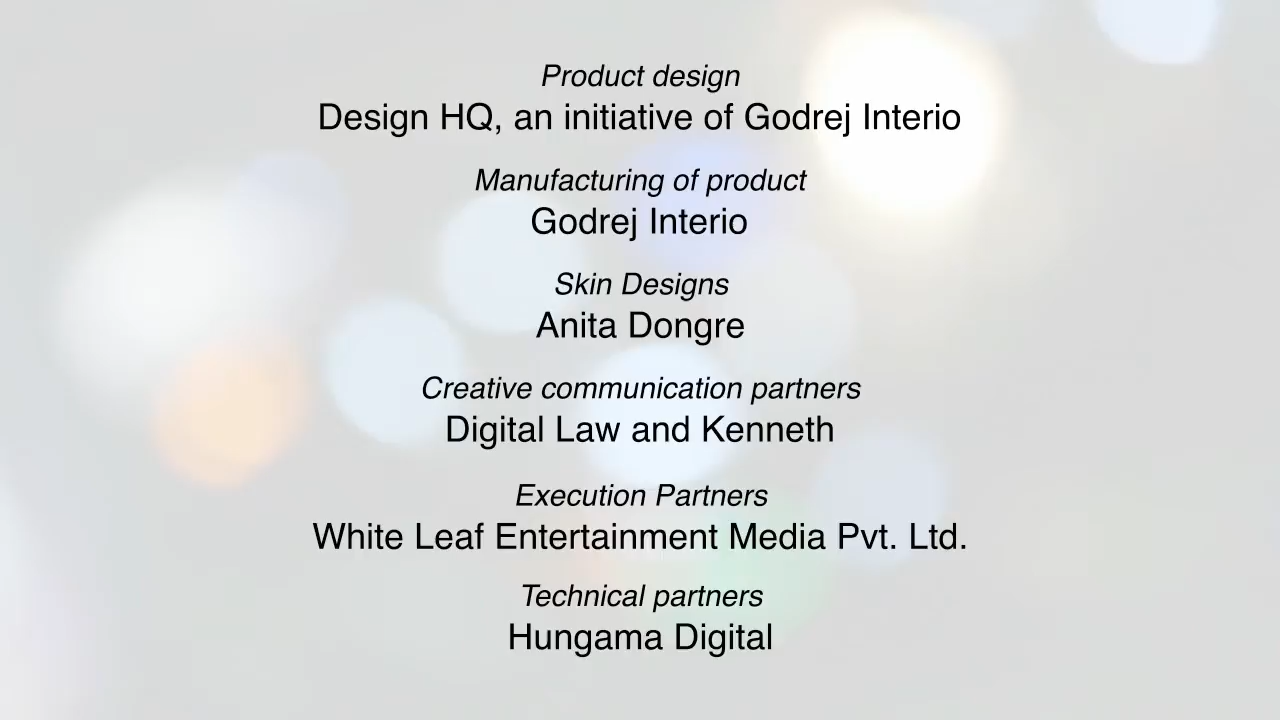 Product design
Design HQ, an initiative of Godrej Interio
Manufacturing of product
Godrej Interio
Skin Designs
Anita Dongre
Creative communication partners
Digital Law and Kenneth
Execution Partners
White Leaf Entertainment Media Pvt. Ltd.
Technical partners
Hungama Digital